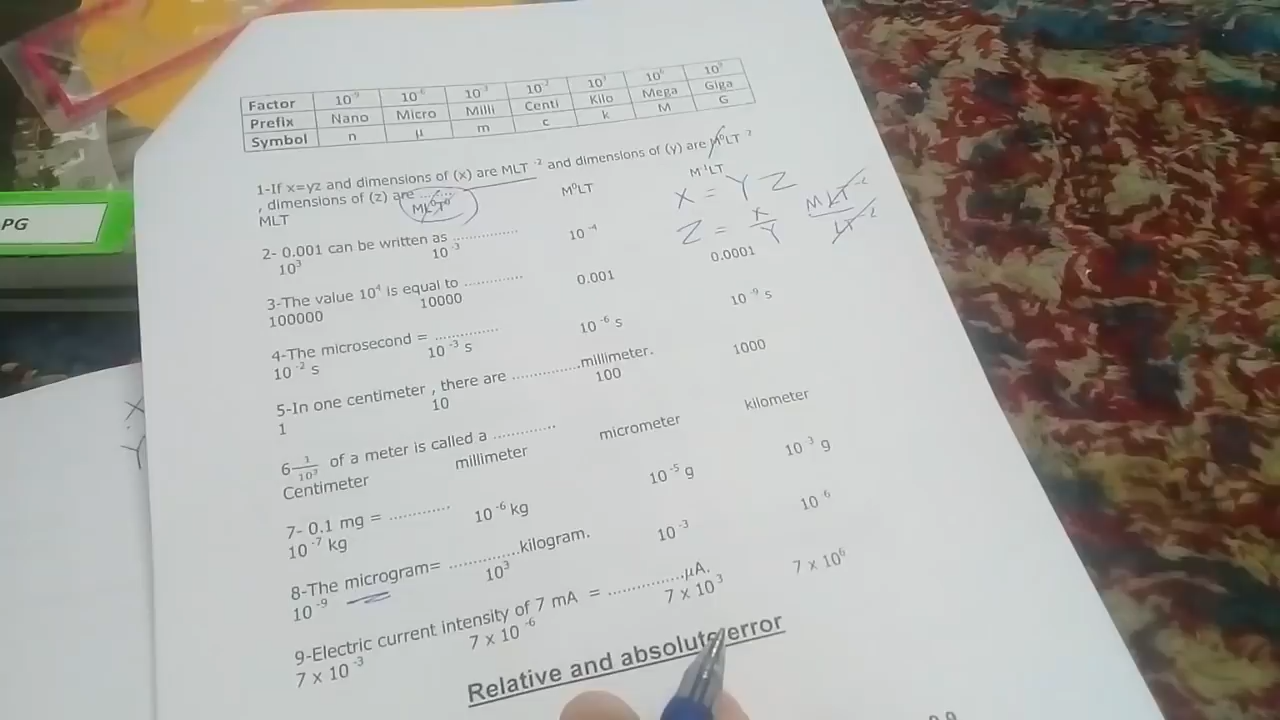 PG
Factor 10⁻⁹ 10⁻⁶ 10⁻³ 10⁻² 10³ 10⁶ 10⁹
Prefix Nano Micro Milli Centi Kilo Mega Giga
Symbol n μ m c k M G
1-If x=yz and dimensions of (x) are MLT⁻² and dimensions of (y) are M⁰LT⁻²
, dimensions of (z) are ........
MLT ML⁰T⁰ M⁰LT M¹LT
X = YZ
Z = X/Y MLT⁻²/LT⁻²
2- 0.001 can be written as ...............
10³ 10⁻³ 10⁻⁴
3-The value 10⁴ is equal to ..............
100000 10000 0.001 0.0001
4-The microsecond = ...............
10⁻² s 10⁻³ s 10⁻⁶ s 10⁻⁹ s
5-In one centimeter , there are ................millimeter.
1 10 100 1000
6- 1/10³ of a meter is called a ..............
Centimeter millimeter micrometer kilometer
7- 0.1 mg = .............
10⁻⁷ kg 10⁻⁶ kg 10⁻⁵ g 10³ g
8-The microgram= ................kilogram.
10⁻⁹ 10³ 10⁻³ 10⁶
9-Electric current intensity of 7 mA = .................μA.
7 x 10⁻³ 7 x 10⁻⁶ 7 x 10³ 7 x 10⁶
Relative and absolute error
X
Y